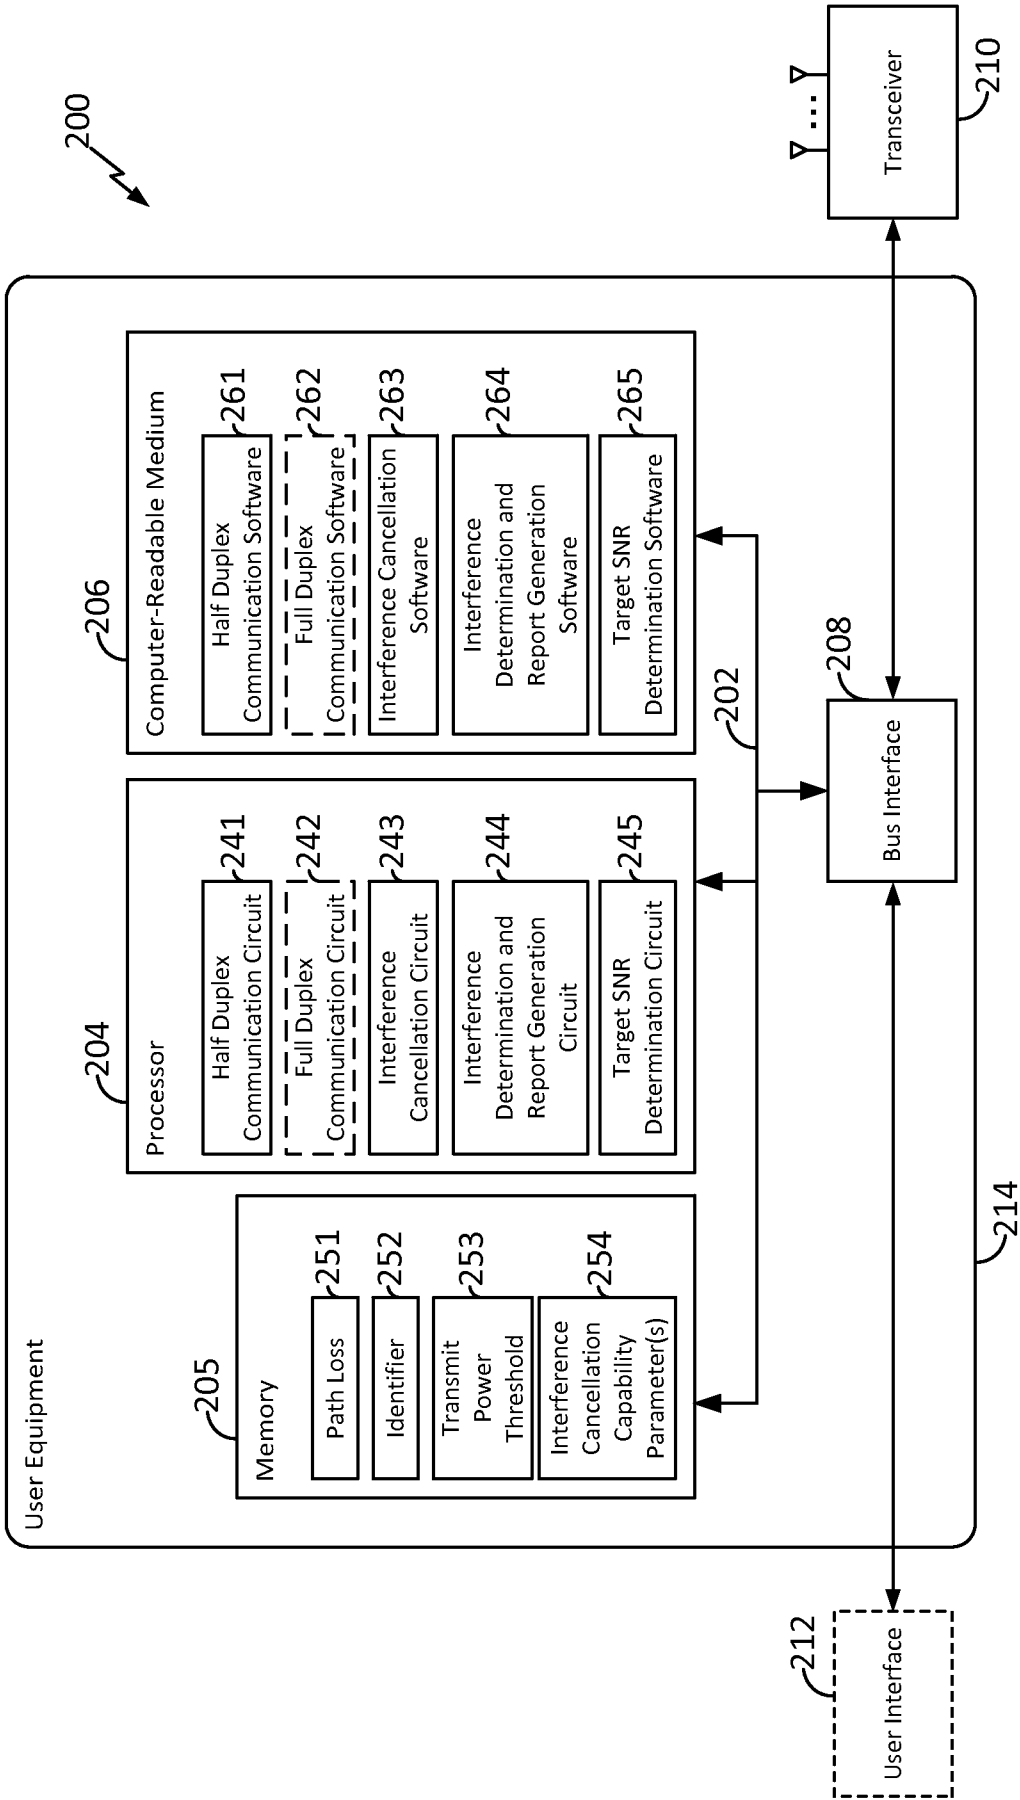 200
User Equipment
214
Memory
205
Path Loss
251
Identifier
252
Transmit
Power
Threshold
253
Interference
Cancellation
Capability
Parameter(s)
254
Processor
204
Half Duplex
Communication Circuit
241
Full Duplex
Communication Circuit
242
Interference
Cancellation Circuit
243
Interference
Determination and
Report Generation
Circuit
244
Target SNR
Determination Circuit
245
Computer-Readable Medium
206
Half Duplex
Communication Software
261
Full Duplex
Communication Software
262
Interference Cancellation
Software
263
Interference
Determination and
Report Generation
Software
264
Target SNR
Determination Software
265
202
User Interface
212
Bus Interface
208
...
Transceiver
210